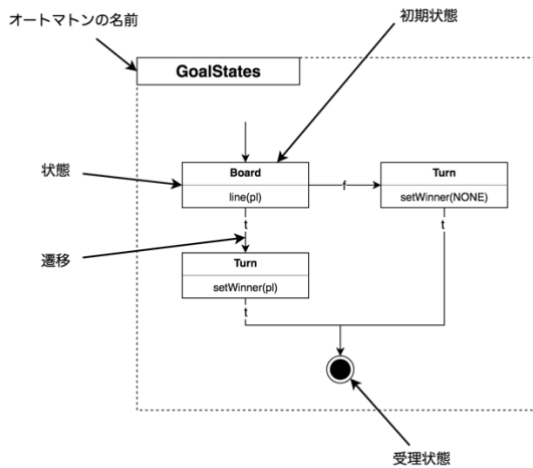 オートマトンの名前
初期状態
GoalStates
状態
Board
line(pl)
f
Turn
setWinner(NONE)
t
t
遷移
Turn
setWinner(pl)
t
受理状態